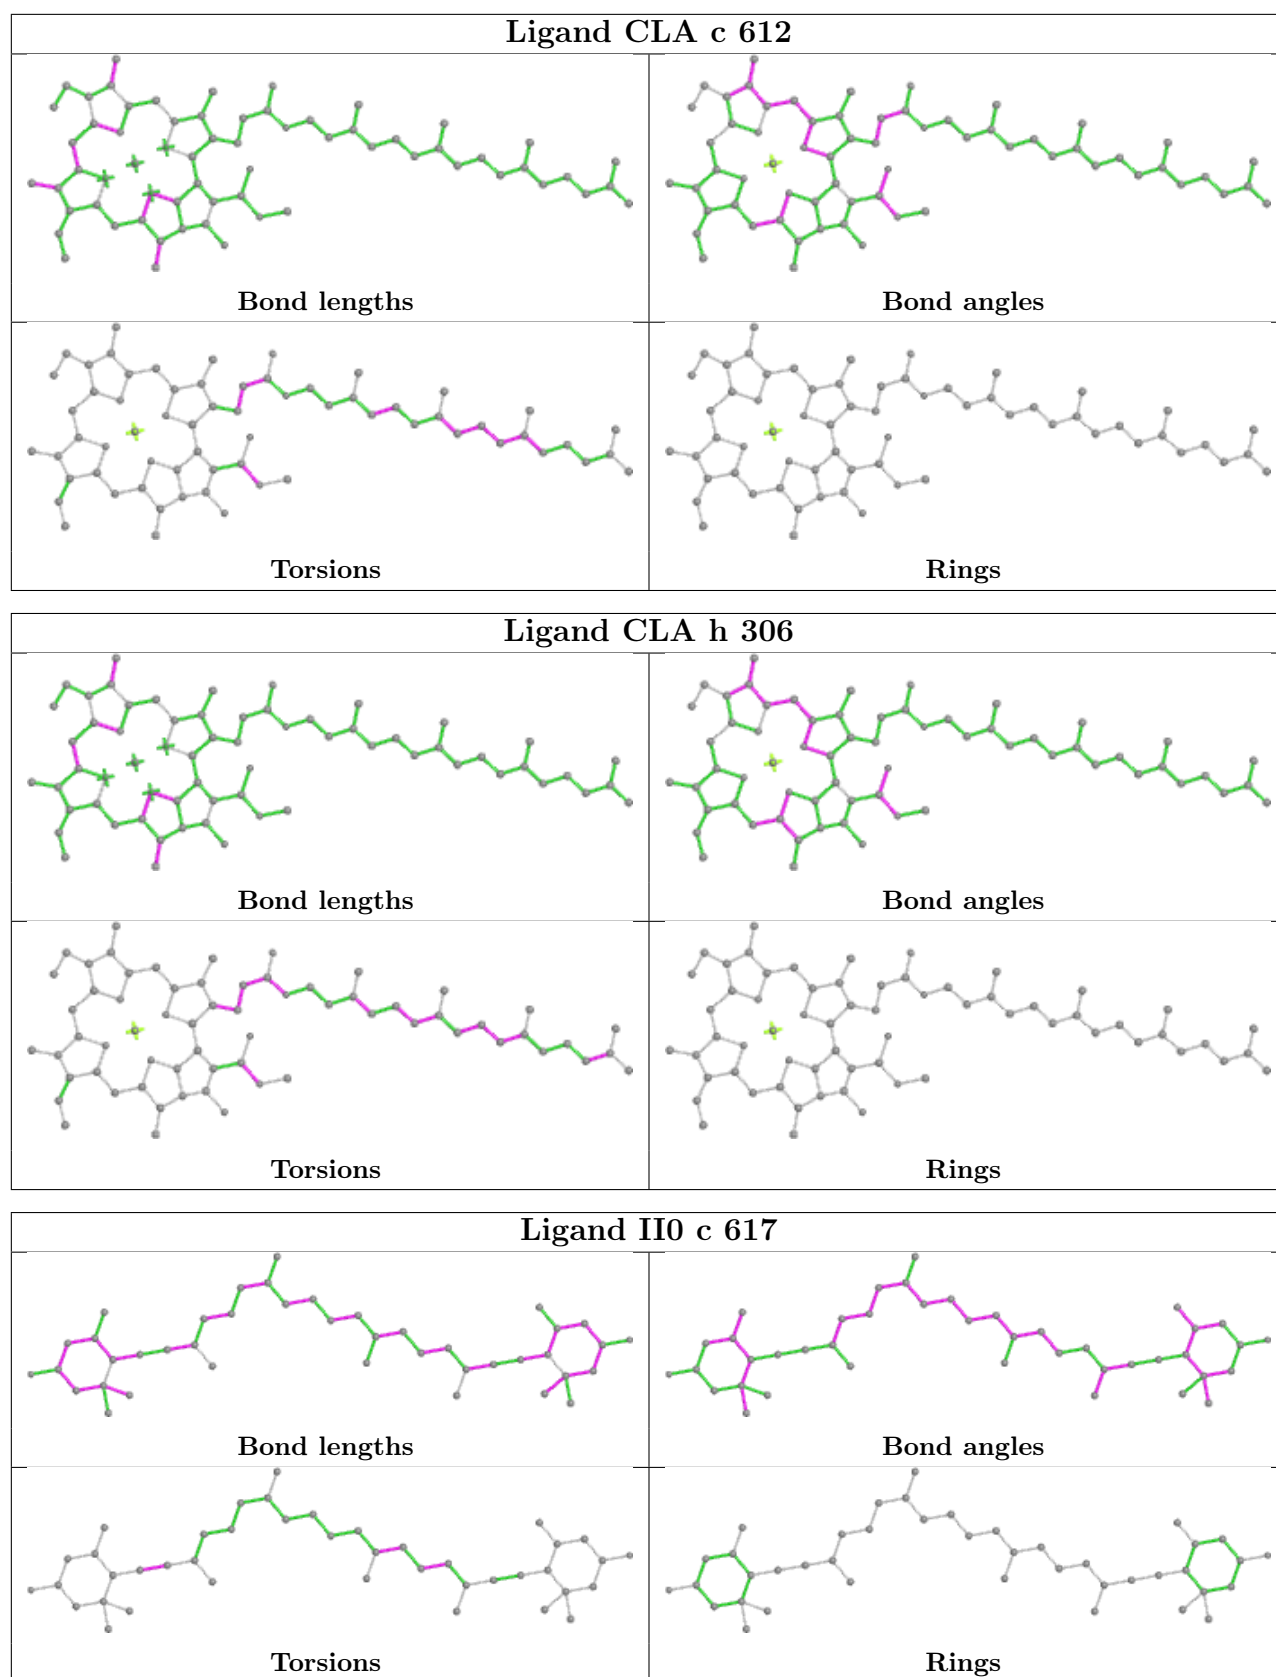 Ligand CLA c 612
Bond lengths
Bond angles
Torsions
Rings
Ligand CLA h 306
Bond lengths
Bond angles
Torsions
Rings
Ligand II0 c 617
Bond lengths
Bond angles
Torsions
Rings